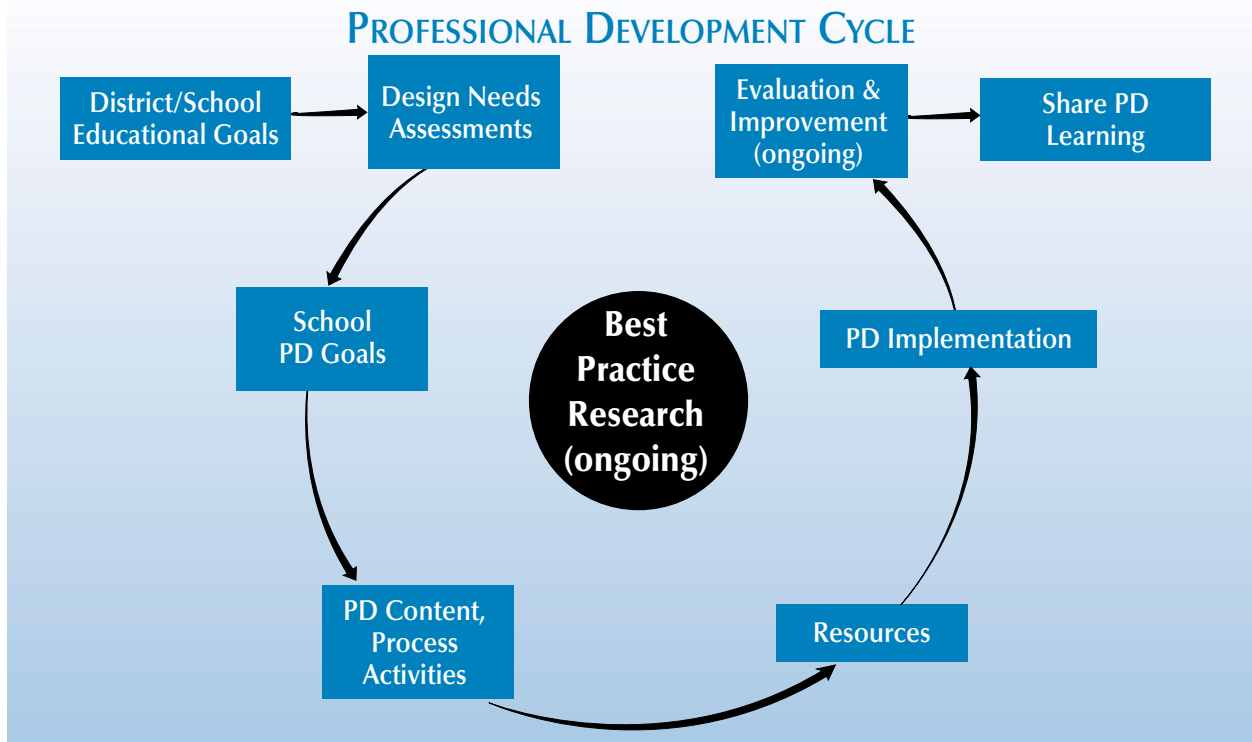 PROFESSIONAL DEVELOPMENT CYCLE
District/School
Educational Goals
Design Needs
Assessments
School
PD Goals
PD Content,
Process
Activities
Resources
PD Implementation
Evaluation &
Improvement
(ongoing)
Share PD
Learning
Best
Practice
Research
(ongoing)